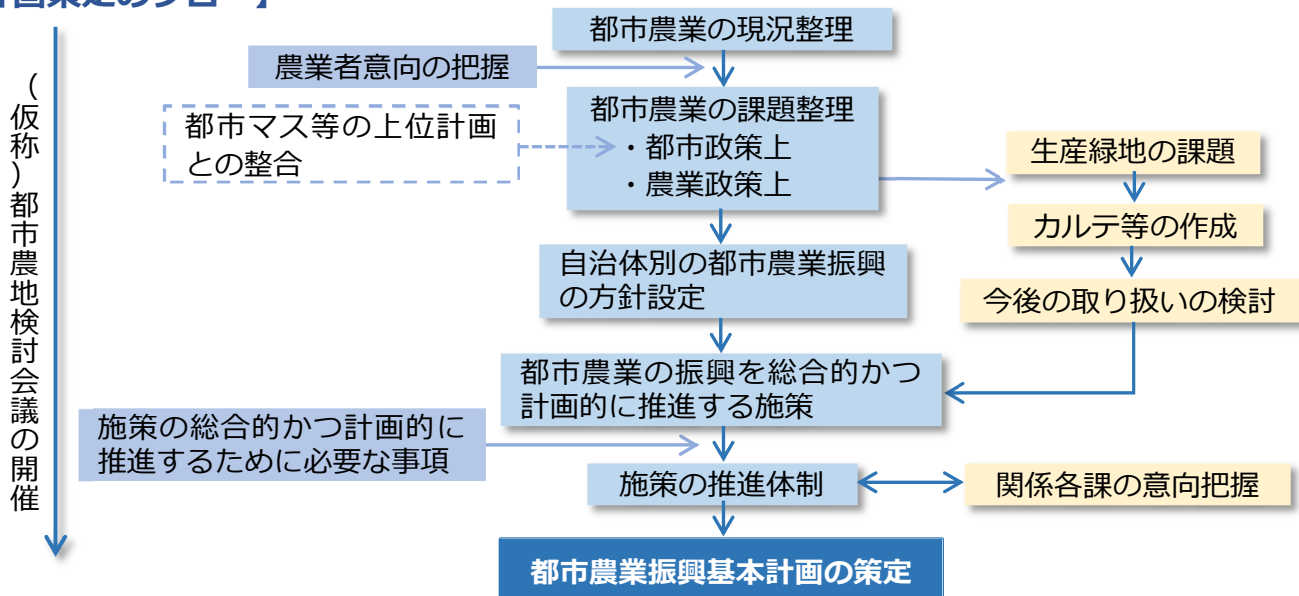 都市農業の現況整理
農業者意向の把握
都市農業の課題整理
・都市政策上
・農業政策上
都市マス等の上位計画
との整合
生産緑地の課題
カルテ等の作成
今後の取り扱いの検討
自治体別の都市農業振興
の方針設定
都市農業の振興を総合的かつ
計画的に推進する施策
施策の総合的かつ計画的に
推進するために必要な事項
施策の推進体制
関係各課の意向把握
都市農業振興基本計画の策定
（仮称）都市農地検討会議の開催